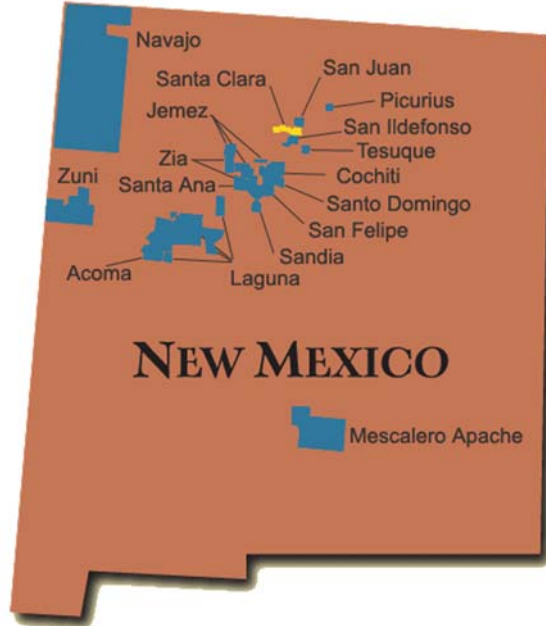 Navajo
San Juan
Santa Clara
Picurius
Jemez
San Ildefonso
Tesuque
Zia
Zuni
Cochiti
Santa Ana
Santo Domingo
San Felipe
Sandia
Acoma
Laguna
NEW MEXICO
Mescalero Apache